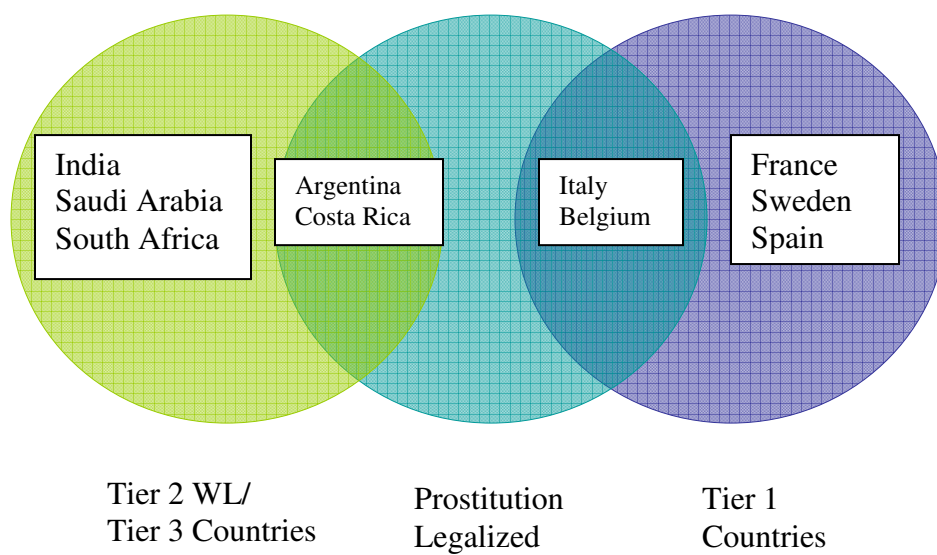 India
Saudi Arabia
South Africa
Argentina
Costa Rica
Italy
Belgium
France
Sweden
Spain
Tier 2 WL/
Tier 3 Countries
Prostitution
Legalized
Tier 1
Countries